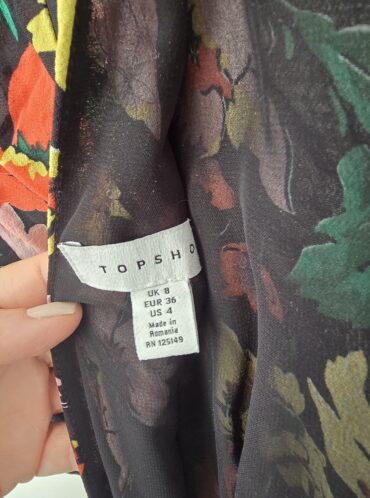 TOPSHO
UK 8
EUR 36
US 4
Made in
Romania
RN 125149